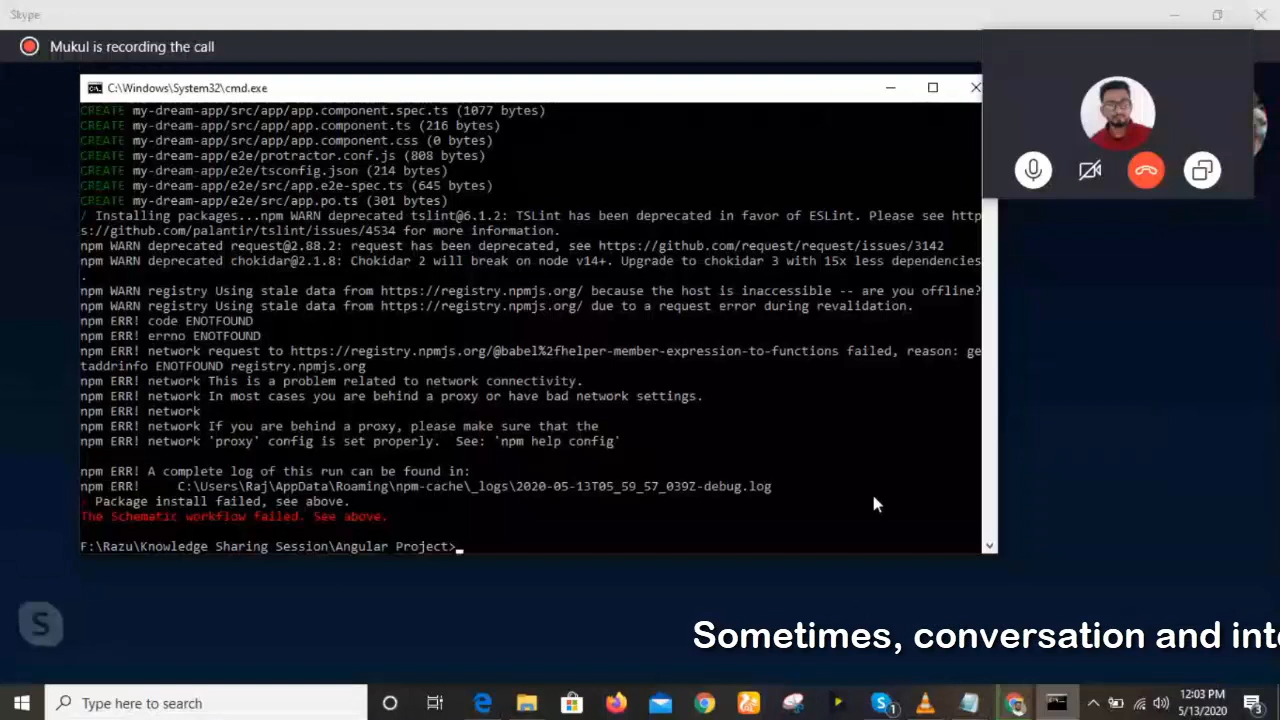 Skype
Mukul is recording the call
C:\Windows\System32\cmd.exe
CREATE my-dream-app/src/app/app.component.spec.ts (1077 bytes)
CREATE my-dream-app/src/app/app.component.ts (216 bytes)
CREATE my-dream-app/src/app/app.component.css (0 bytes)
CREATE my-dream-app/e2e/protractor.conf.js (808 bytes)
CREATE my-dream-app/e2e/tsconfig.json (214 bytes)
CREATE my-dream-app/e2e/src/app.e2e-spec.ts (645 bytes)
CREATE my-dream-app/e2e/src/app.po.ts (301 bytes)
/ Installing packages...npm WARN deprecated tslint@6.1.2: TSLint has been deprecated in favor of ESLint. Please see http
s://github.com/palantir/tslint/issues/4534 for more information.
npm WARN deprecated request@2.88.2: request has been deprecated, see https://github.com/request/request/issues/3142
npm WARN deprecated chokidar@2.1.8: Chokidar 2 will break on node v14+. Upgrade to chokidar 3 with 15x less dependencies
.
npm WARN registry Using stale data from https://registry.npmjs.org/ because the host is inaccessible -- are you offline?
npm WARN registry Using stale data from https://registry.npmjs.org/ due to a request error during revalidation.
npm ERR! code ENOTFOUND
npm ERR! errno ENOTFOUND
npm ERR! network request to https://registry.npmjs.org/@babel%2fhelper-member-expression-to-functions failed, reason: ge
taddrinfo ENOTFOUND registry.npmjs.org
npm ERR! network This is a problem related to network connectivity.
npm ERR! network In most cases you are behind a proxy or have bad network settings.
npm ERR! network
npm ERR! network If you are behind a proxy, please make sure that the
npm ERR! network 'proxy' config is set properly.  See: 'npm help config'
npm ERR! A complete log of this run can be found in:
npm ERR!     C:\Users\Raj\AppData\Roaming\npm-cache\_logs\2020-05-13T05_59_57_039Z-debug.log
Package install failed, see above.
The Schematic workflow failed. See above.
F:\Razu\Knowledge Sharing Session\Angular Project>
S
Sometimes, conversation and inte
Type here to search
1
12:03 PM
5/13/2020
3